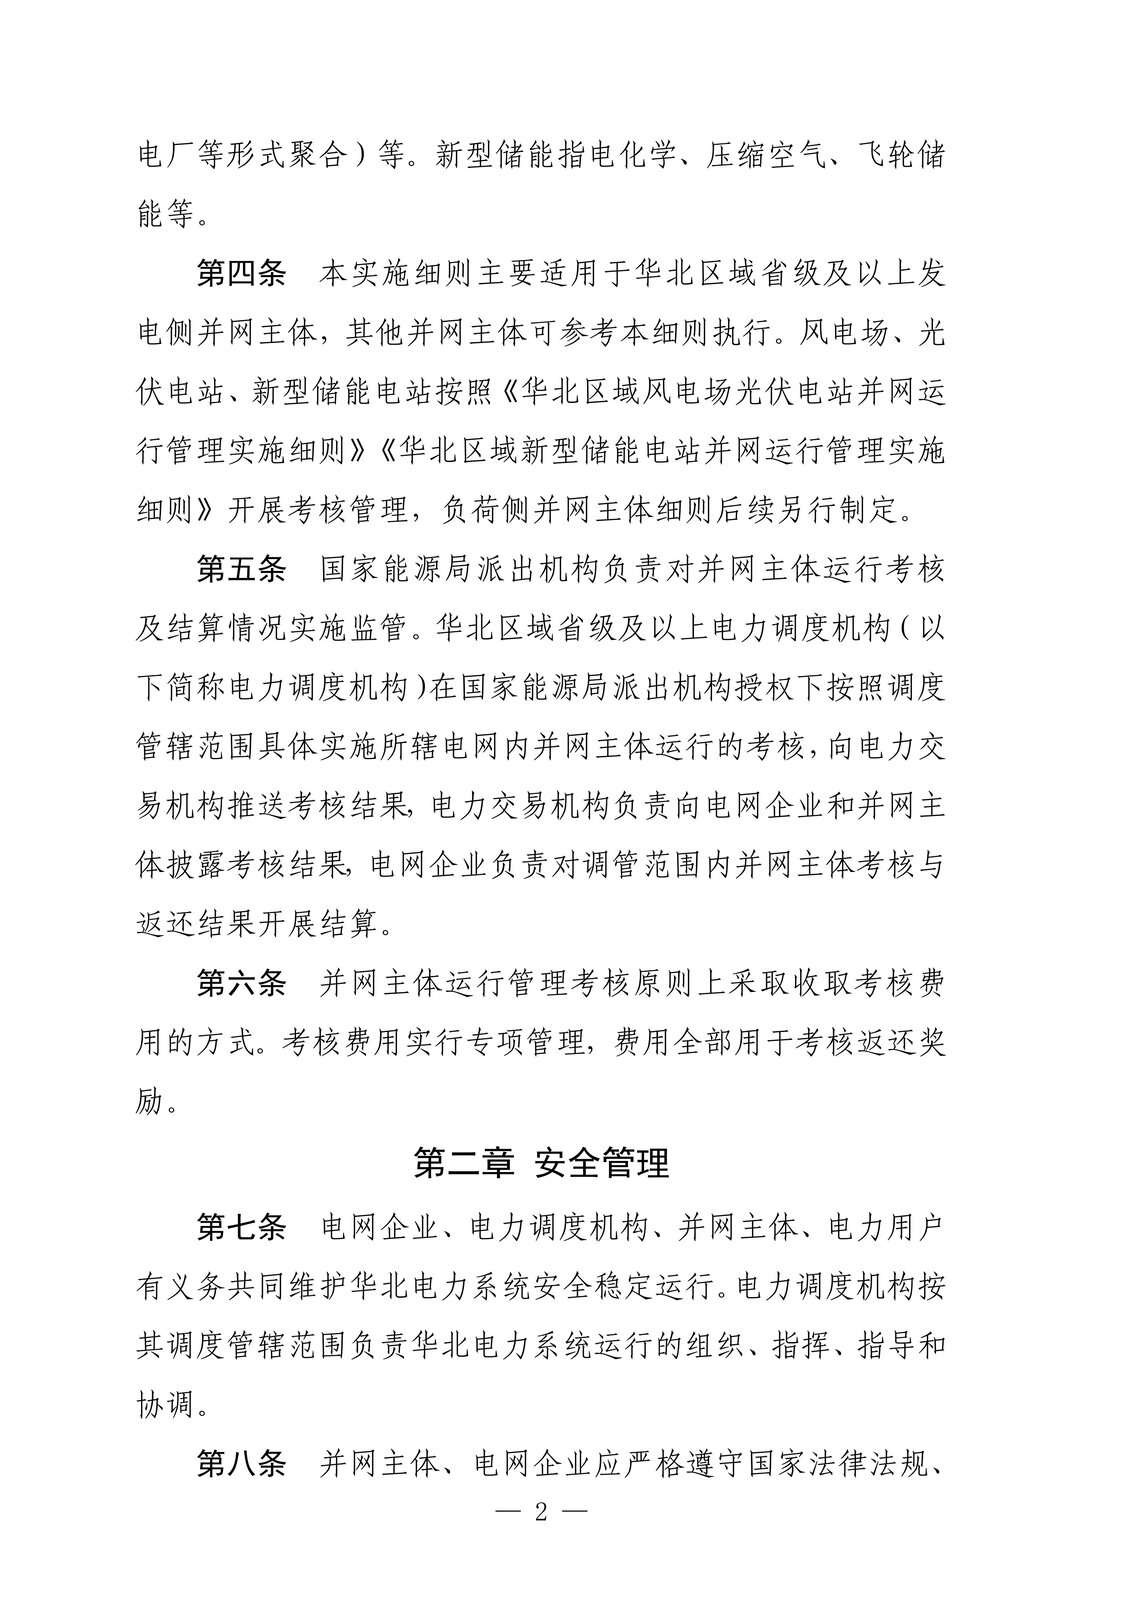 电厂等形式聚合）等。新型储能指电化学、压缩空气、飞轮储
能等。
第四条　本实施细则主要适用于华北区域省级及以上发
电侧并网主体，其他并网主体可参考本细则执行。风电场、光
伏电站、新型储能电站按照《华北区域风电场光伏电站并网运
行管理实施细则》《华北区域新型储能电站并网运行管理实施
细则》开展考核管理，负荷侧并网主体细则后续另行制定。
第五条　国家能源局派出机构负责对并网主体运行考核
及结算情况实施监管。华北区域省级及以上电力调度机构（以
下简称电力调度机构)在国家能源局派出机构授权下按照调度
管辖范围具体实施所辖电网内并网主体运行的考核，向电力交
易机构推送考核结果，电力交易机构负责向电网企业和并网主
体披露考核结果，电网企业负责对调管范围内并网主体考核与
返还结果开展结算。
第六条　并网主体运行管理考核原则上采取收取考核费
用的方式。考核费用实行专项管理，费用全部用于考核返还奖
励。
第二章 安全管理
第七条　电网企业、电力调度机构、并网主体、电力用户
有义务共同维护华北电力系统安全稳定运行。电力调度机构按
其调度管辖范围负责华北电力系统运行的组织、指挥、指导和
协调。
第八条　并网主体、电网企业应严格遵守国家法律法规、
— 2 —